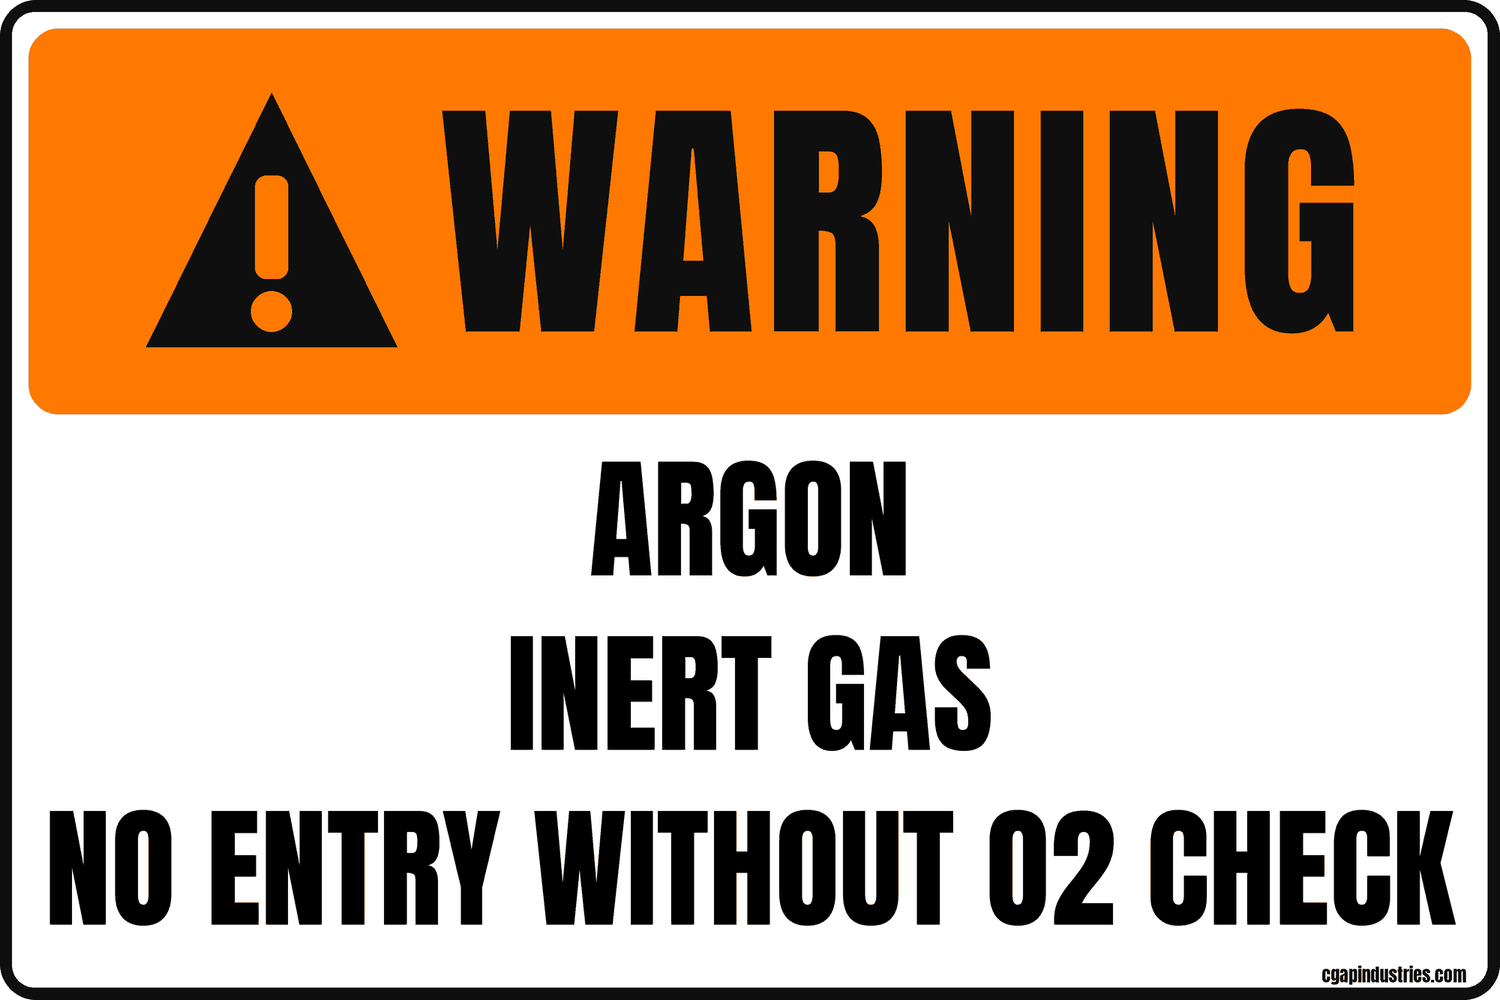 WARNING
ARGON
INERT GAS
NO ENTRY WITHOUT O2 CHECK
cgapindustries.com